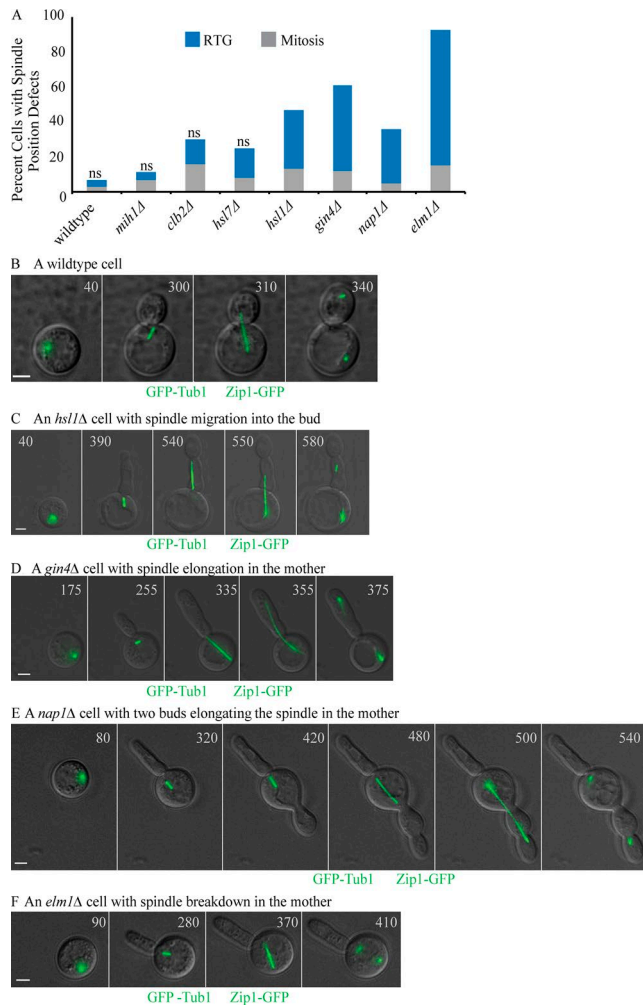 A
100
80
60
40
20
0
Percent Cells with Spindle
Position Defects
RTG Mitosis
ns ns ns ns
wildtype mih1Δ clb2Δ hsl7Δ hsl1Δ gin4Δ nap1Δ elm1Δ
B A wildtype cell
40 300 310 340
GFP-Tub1 Zip1-GFP
C An hsl1Δ cell with spindle migration into the bud
40 390 540 550 580
GFP-Tub1 Zip1-GFP
D A gin4Δ cell with spindle elongation in the mother
175 255 335 355 375
GFP-Tub1 Zip1-GFP
E A nap1Δ cell with two buds elongating the spindle in the mother
80 320 420 480 500 540
GFP-Tub1 Zip1-GFP
F An elm1Δ cell with spindle breakdown in the mother
90 280 370 410
GFP -Tub1 Zip1-GFP